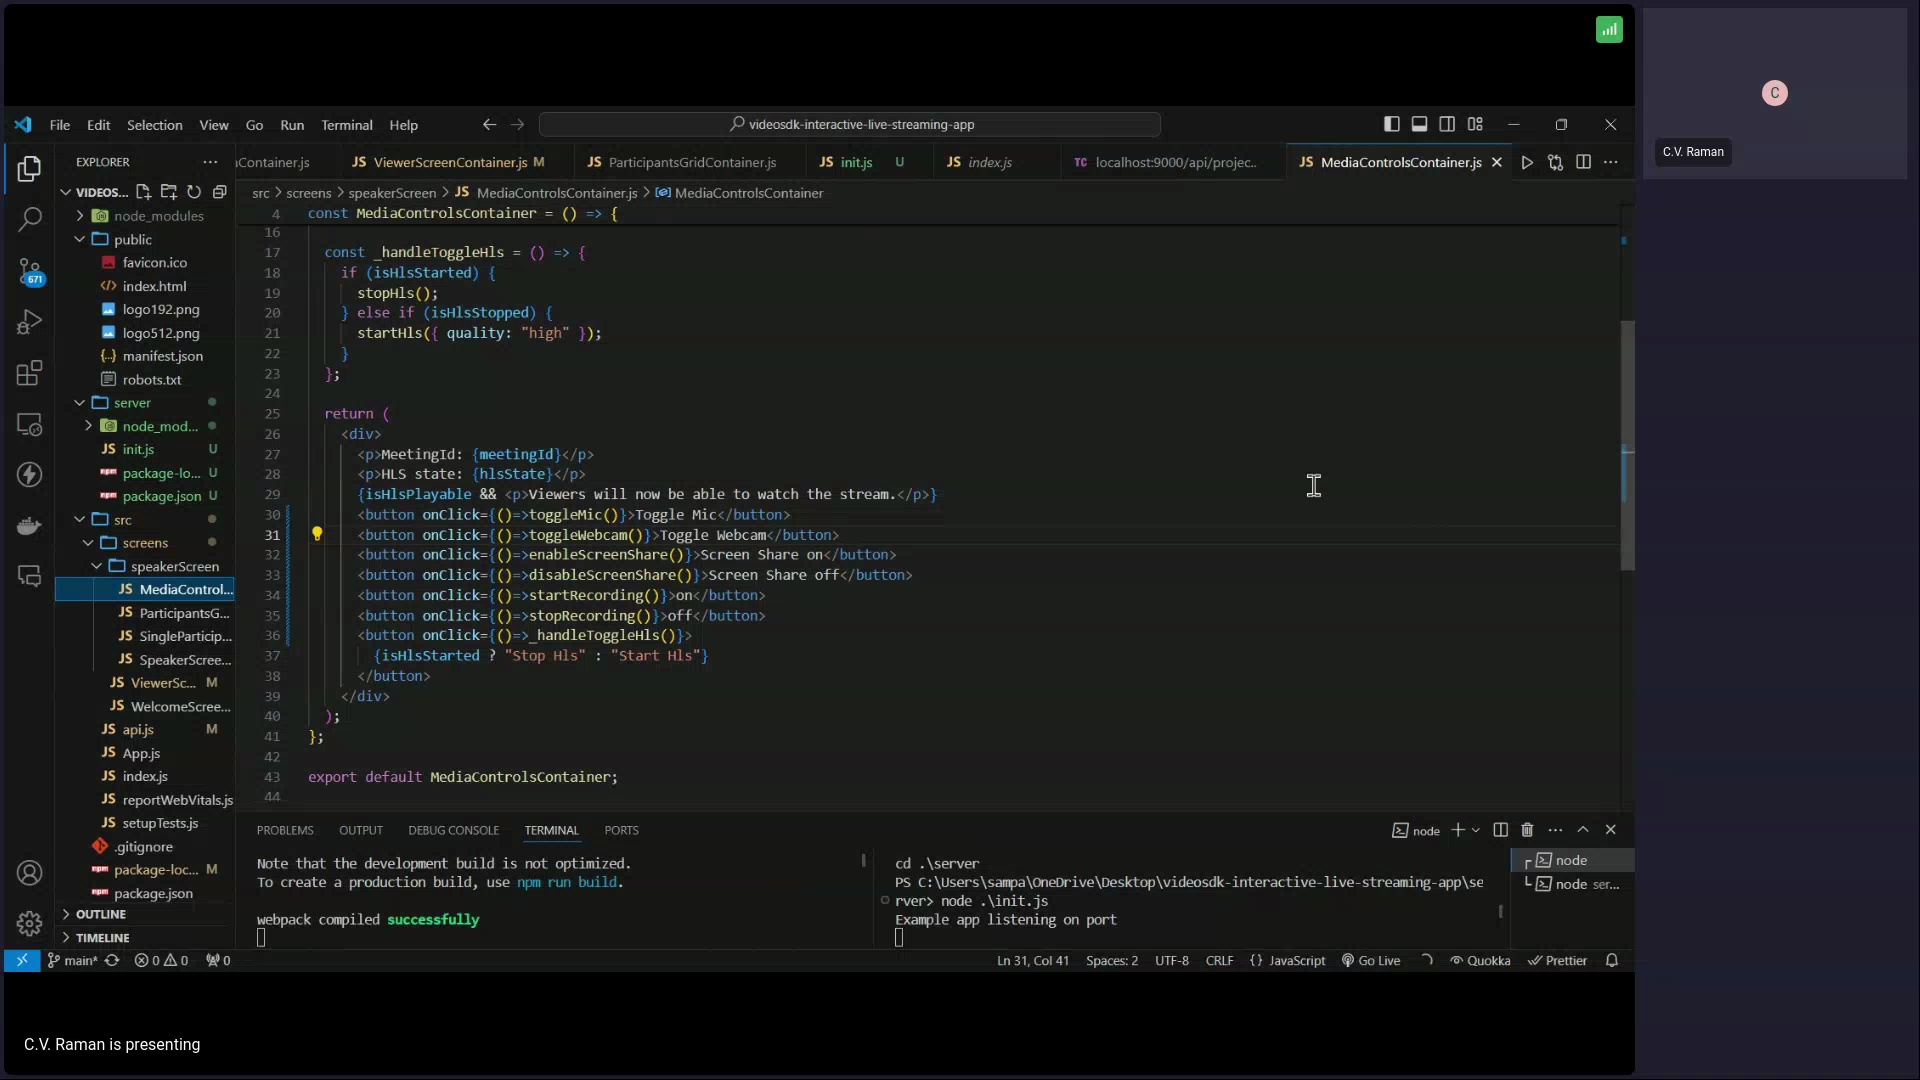 C
C.V. Raman
File Edit Selection View Go Run Terminal Help
videosdk-interactive-live-streaming-app
EXPLORER
Container.js
JS ViewerScreenContainer.js M
JS ParticipantsGridContainer.js
JS init.js U
JS index.js
TC localhost:9000/api/projec...
JS MediaControlsContainer.js
VIDEOS...
node_modules
public
favicon.ico
index.html
logo192.png
logo512.png
manifest.json
robots.txt
server
node_mod...
JS init.js U
package-lo... U
package.json U
src
screens
speakerScreen
JS MediaControl...
JS ParticipantsG...
JS SingleParticip...
JS SpeakerScree...
JS ViewerSc... M
JS WelcomeScree...
JS api.js M
JS App.js
JS index.js
JS reportWebVitals.js
JS setupTests.js
.gitignore
package-loc... M
package.json
OUTLINE
TIMELINE
671
src > screens > speakerScreen > JS MediaControlsContainer.js > MediaControlsContainer
4 const MediaControlsContainer = () => {
16
17 const _handleToggleHls = () => {
18 if (isHlsStarted) {
19 stopHls();
20 } else if (isHlsStopped) {
21 startHls({ quality: "high" });
22 }
23 };
24
25 return (
26 <div>
27 <p>MeetingId: {meetingId}</p>
28 <p>HLS state: {hlsState}</p>
29 {isHlsPlayable && <p>Viewers will now be able to watch the stream.</p>}
30 <button onClick={()=>toggleMic()}>Toggle Mic</button>
31 <button onClick={()=>toggleWebcam()}>Toggle Webcam</button>
32 <button onClick={()=>enableScreenShare()}>Screen Share on</button>
33 <button onClick={()=>disableScreenShare()}>Screen Share off</button>
34 <button onClick={()=>startRecording()}>on</button>
35 <button onClick={()=>stopRecording()}>off</button>
36 <button onClick={()=>_handleToggleHls()}>
37 {isHlsStarted ? "Stop Hls" : "Start Hls"}
38 </button>
39 </div>
40 );
41 };
42
43 export default MediaControlsContainer;
44
PROBLEMS OUTPUT DEBUG CONSOLE TERMINAL PORTS
node
Note that the development build is not optimized.
To create a production build, use npm run build.
webpack compiled successfully
cd .\server
PS C:\Users\sampa\OneDrive\Desktop\videosdk-interactive-live-streaming-app\se
rver> node .\init.js
Example app listening on port
node
node ser...
main* 0 0 0
Ln 31, Col 41 Spaces: 2 UTF-8 CRLF {} JavaScript Go Live Quokka Prettier
C.V. Raman is presenting